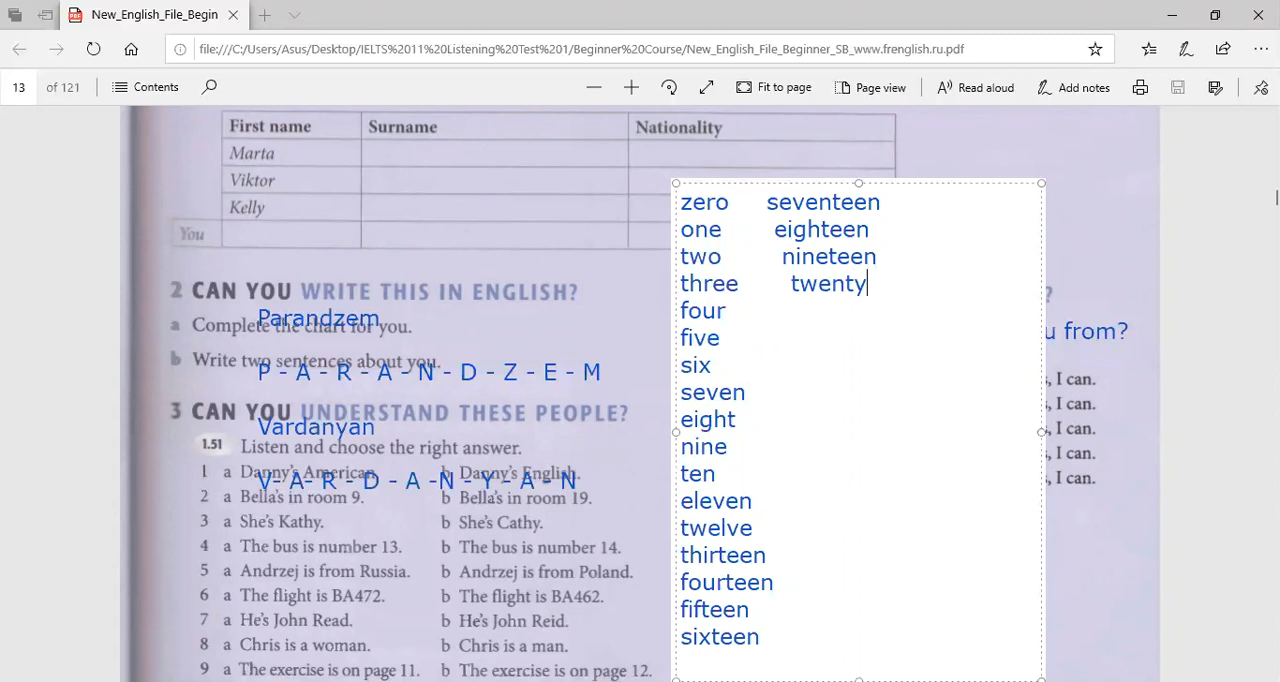 New_English_File_Begin
file:///C:/Users/Asus/Desktop/IELTS%2011%20Listening%20Test%201/Beginner%20Course/New_English_File_Beginner_SB_www.frenglish.ru.pdf
13 of 121 Contents Fit to page Page view Read aloud Add notes
First name Surname Nationality
Marta
Viktor
Kelly
You
2 CAN YOU WRITE THIS IN ENGLISH?
Parandzem
a Complete the chart for you.
b Write two sentences about you.
P - A - R - A - N - D - Z - E - M
3 CAN YOU UNDERSTAND THESE PEOPLE?
Vardanyan
1.51 Listen and choose the right answer.
1 a Danny's American. b Danny's English.
V- A- R - D - A -N - Y - A - N
2 a Bella's in room 9. b Bella's in room 19.
3 a She's Kathy. b She's Cathy.
4 a The bus is number 13. b The bus is number 14.
5 a Andrzej is from Russia. b Andrzej is from Poland.
6 a The flight is BA472. b The flight is BA462.
7 a He's John Read. b He's John Reid.
8 a Chris is a woman. b Chris is a man.
9 a The exercise is on page 11. b The exercise is on page 12.
zero seventeen
one eighteen
two nineteen
three twenty
four
five
six
seven
eight
nine
ten
eleven
twelve
thirteen
fourteen
fifteen
sixteen
?
u from?
, I can.
, I can.
, I can.
, I can.
, I can.